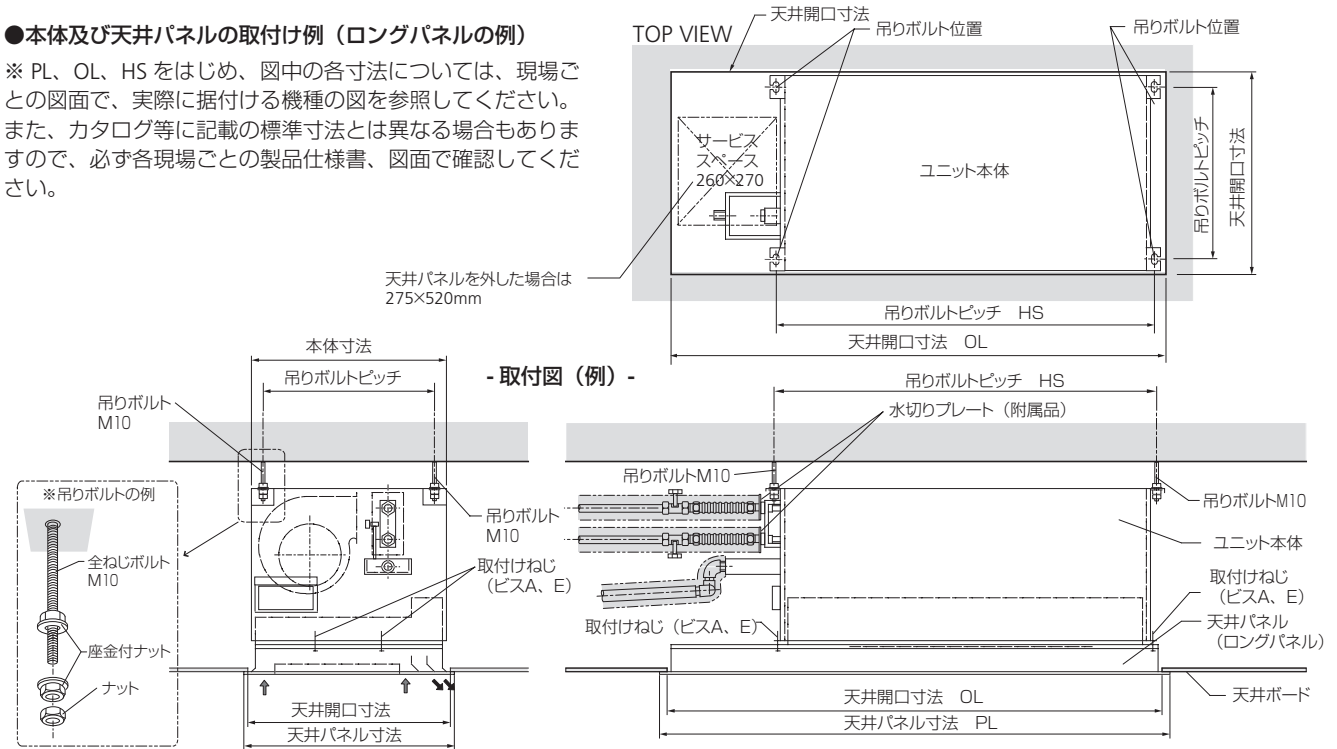 ●本体及び天井パネルの取付け例（ロングパネルの例）
※ PL、OL、HS をはじめ、図中の各寸法については、現場ご
との図面で、実際に据付ける機種の図を参照してください。
また、カタログ等に記載の標準寸法とは異なる場合もありま
すので、必ず各現場ごとの製品仕様書、図面で確認してくだ
さい。
TOP VIEW
天井開口寸法
吊りボルト位置
吊りボルト位置
サービス
スペース
260×270
ユニット本体
吊りボルトピッチ
天井開口寸法
天井パネルを外した場合は
275×520mm
吊りボルトピッチ HS
天井開口寸法 OL
- 取付図（例）-
本体寸法
吊りボルトピッチ
吊りボルト
M10
※吊りボルトの例
全ねじボルト
M10
座金付ナット
ナット
吊りボルト
M10
取付けねじ
（ビスA、E）
天井開口寸法
天井パネル寸法
吊りボルトピッチ HS
水切りプレート（附属品）
吊りボルトM10
吊りボルトM10
ユニット本体
取付けねじ
（ビスA、E）
取付けねじ（ビスA、E）
天井パネル
（ロングパネル）
天井ボード
天井開口寸法 OL
天井パネル寸法 PL